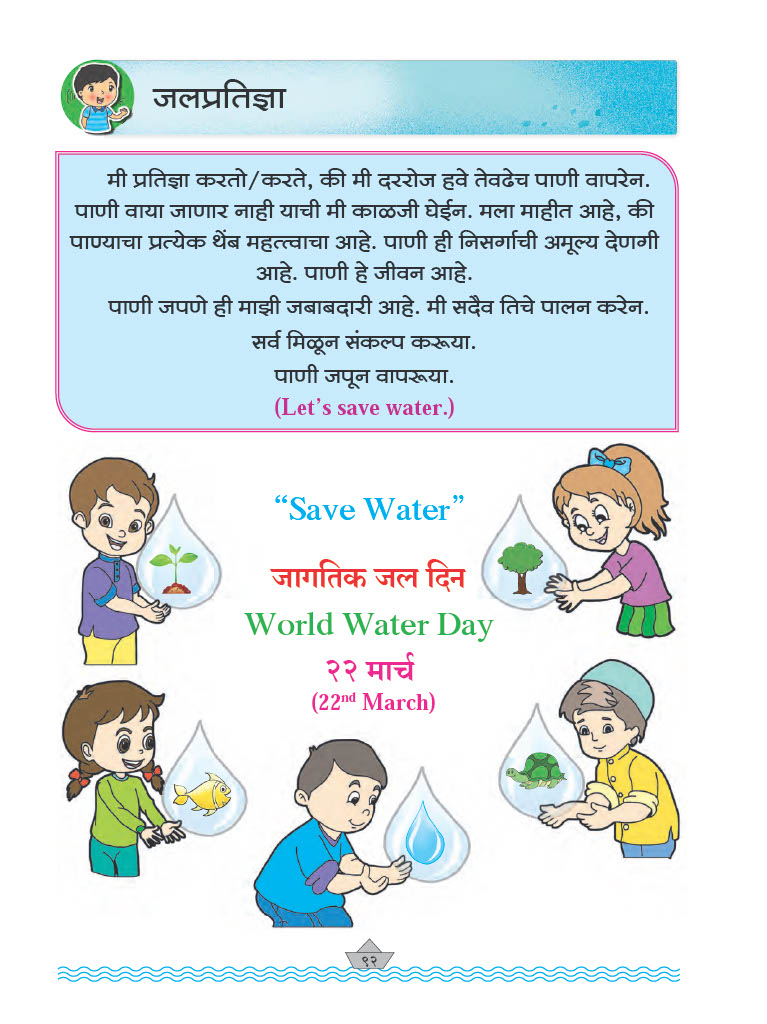 जलप्रतिज्ञा
मी प्रतिज्ञा करतो/करते, की मी दररोज हवे तेवढेच पाणी वापरेन.
पाणी वाया जाणार नाही याची मी काळजी घेईन. मला माहीत आहे, की
पाण्याचा प्रत्येक थेंब महत्त्वाचा आहे. पाणी ही निसर्गाची अमूल्य देणगी
आहे. पाणी हे जीवन आहे.
पाणी जपणे ही माझी जबाबदारी आहे. मी सदैव तिचे पालन करेन.
सर्व मिळून संकल्प करूया.
पाणी जपून वापरूया.
(Let’s save water.)
“Save Water”
जागतिक जल दिन
World Water Day
२२ मार्च
(22nd March)
९२